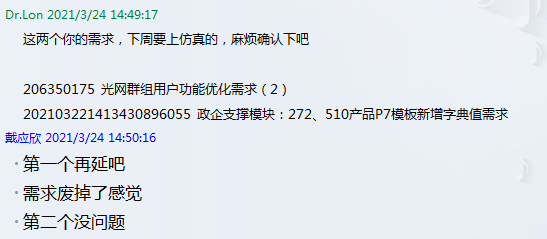 Dr.Lon 2021/3/24 14:49:17
这两个你的需求，下周要上仿真的，麻烦确认下吧
206350175 光网群组用户功能优化需求（2）
202103221413430896055 政企支撑模块：272、510产品P7模板新增字典值需求
戴应欣 2021/3/24 14:50:16
第一个再延吧
需求废掉了感觉
第二个没问题